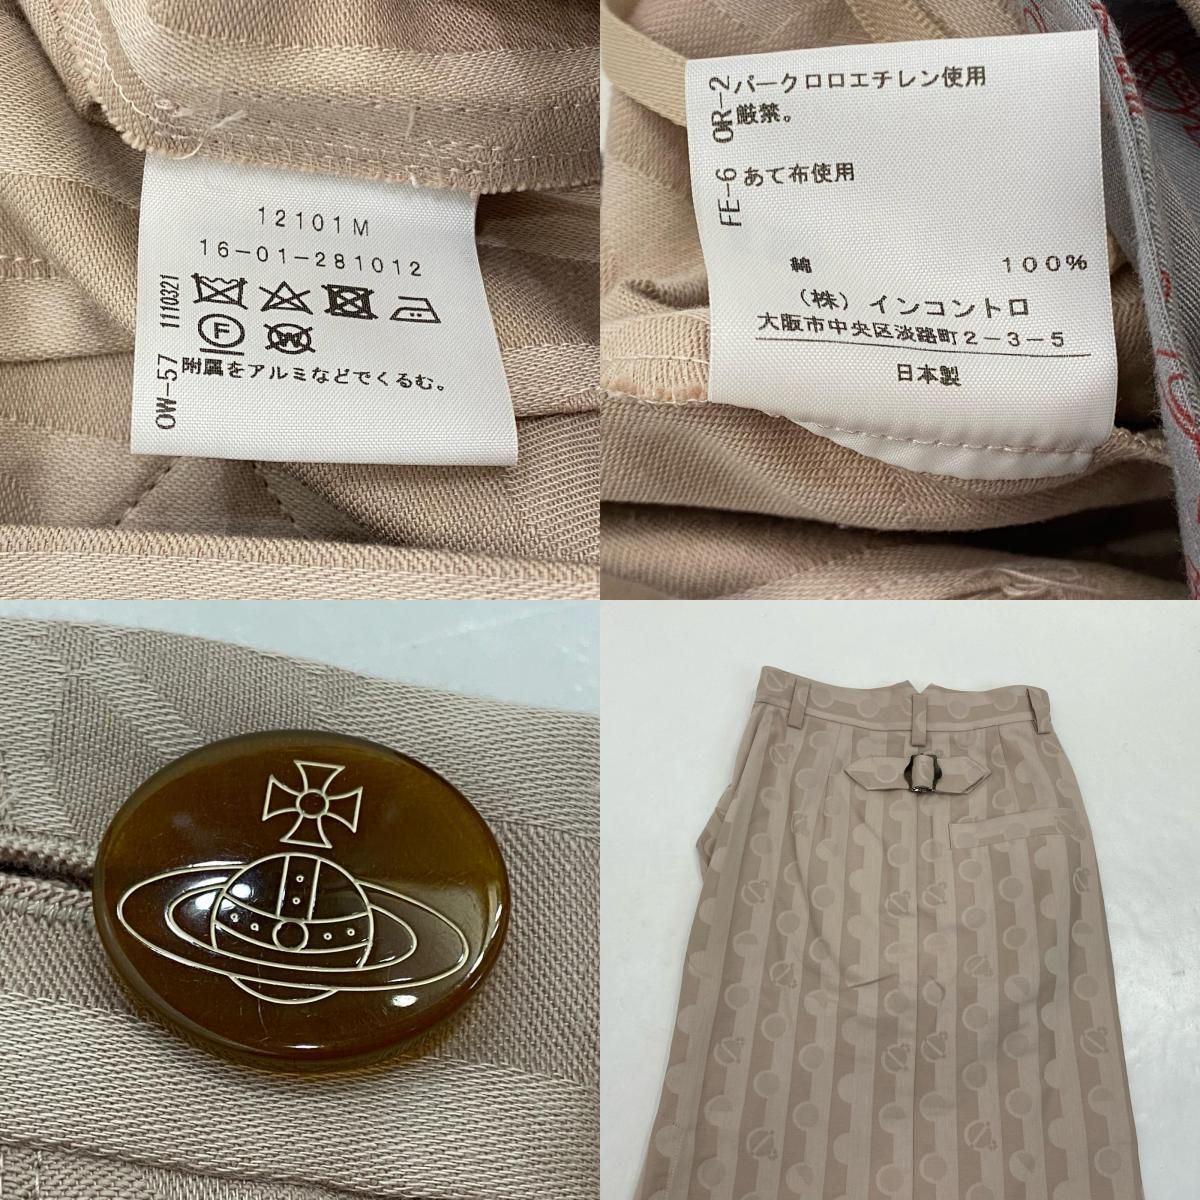 12101M
16-01-281012
1110321
F
W
OW-57 附属をアルミなどでくるむ。
OR-2 パークロロエチレン使用
厳禁。
FE-6 あて布使用
綿 100%
(株)インコントロ
大阪市中央区淡路町2-3-5
日本製